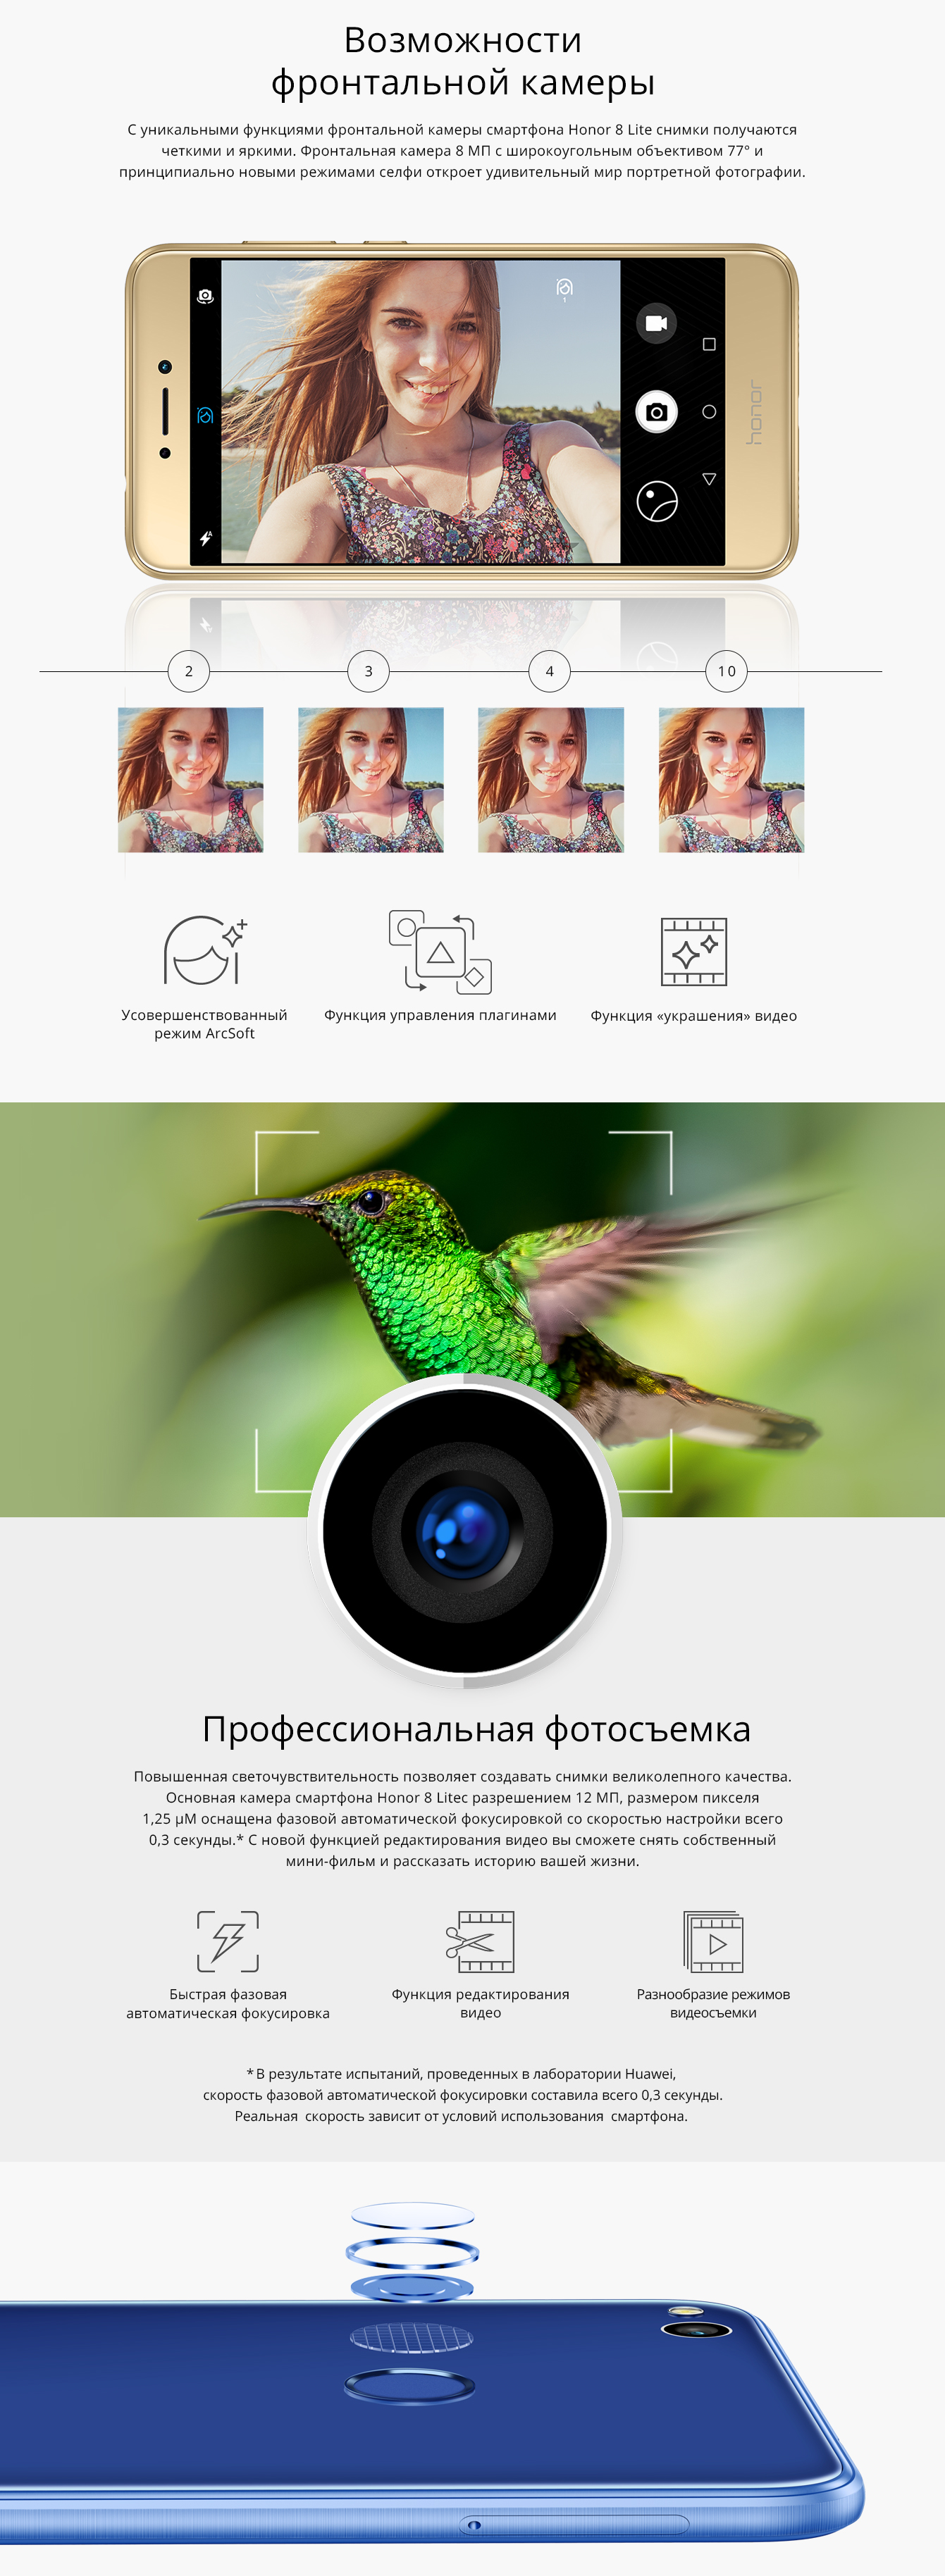 Возможности
фронтальной камеры
С уникальными функциями фронтальной камеры смартфона Honor 8 Lite снимки получаются
четкими и яркими. Фронтальная камера 8 МП с широкоугольным объективом 77° и
принципиально новыми режимами селфи откроет удивительный мир портретной фотографии.
honor
2 3 4 10
Усовершенствованный
режим ArcSoft
Функция управления плагинами
Функция «украшения» видео
Профессиональная фотосъемка
Повышенная светочувствительность позволяет создавать снимки великолепного качества.
Основная камера смартфона Honor 8 Liteс разрешением 12 МП, размером пикселя
1,25 μМ оснащена фазовой автоматической фокусировкой со скоростью настройки всего
0,3 секунды.* С новой функцией редактирования видео вы сможете снять собственный
мини-фильм и рассказать историю вашей жизни.
Быстрая фазовая
автоматическая фокусировка
Функция редактирования
видео
Разнообразие режимов
видеосъемки
* В результате испытаний, проведенных в лаборатории Huawei,
скорость фазовой автоматической фокусировки составила всего 0,3 секунды.
Реальная скорость зависит от условий использования смартфона.